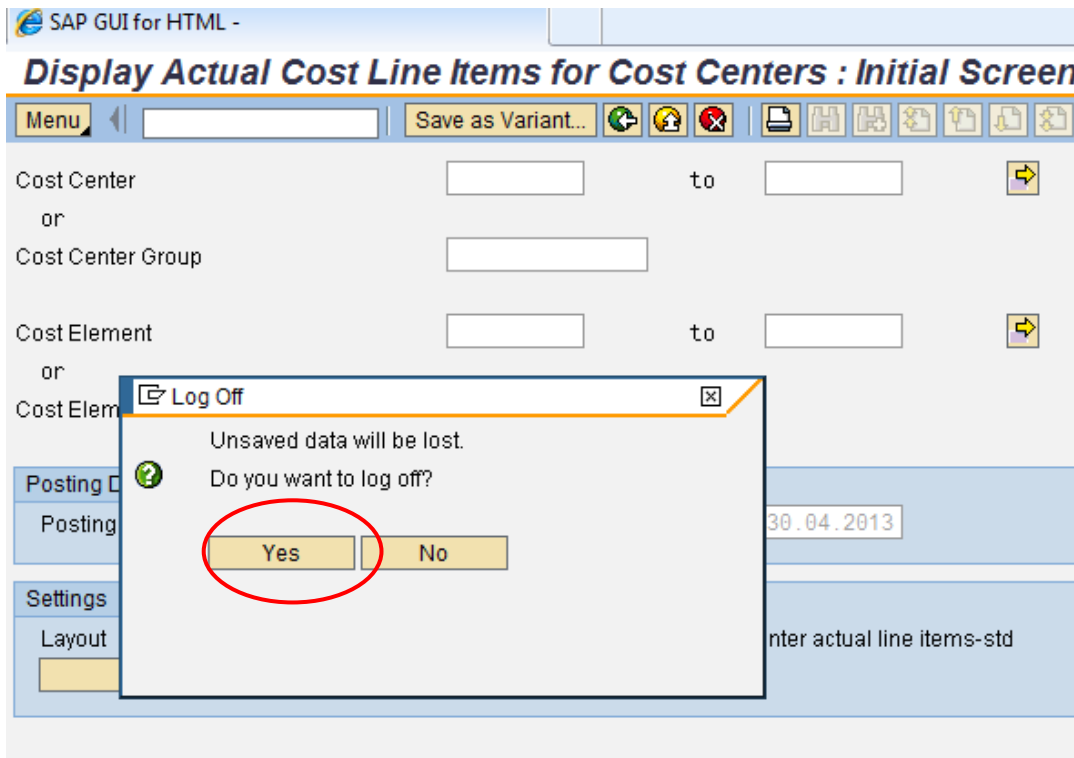 SAP GUI for HTML -
Display Actual Cost Line Items for Cost Centers : Initial Screen
Menu Save as Variant...
Cost Center to
or
Cost Center Group
Cost Element to
or
Cost Elem
Log Off
Unsaved data will be lost.
Do you want to log off?
Yes No
Posting D
Posting 30.04.2013
Settings
Layout nter actual line items-std